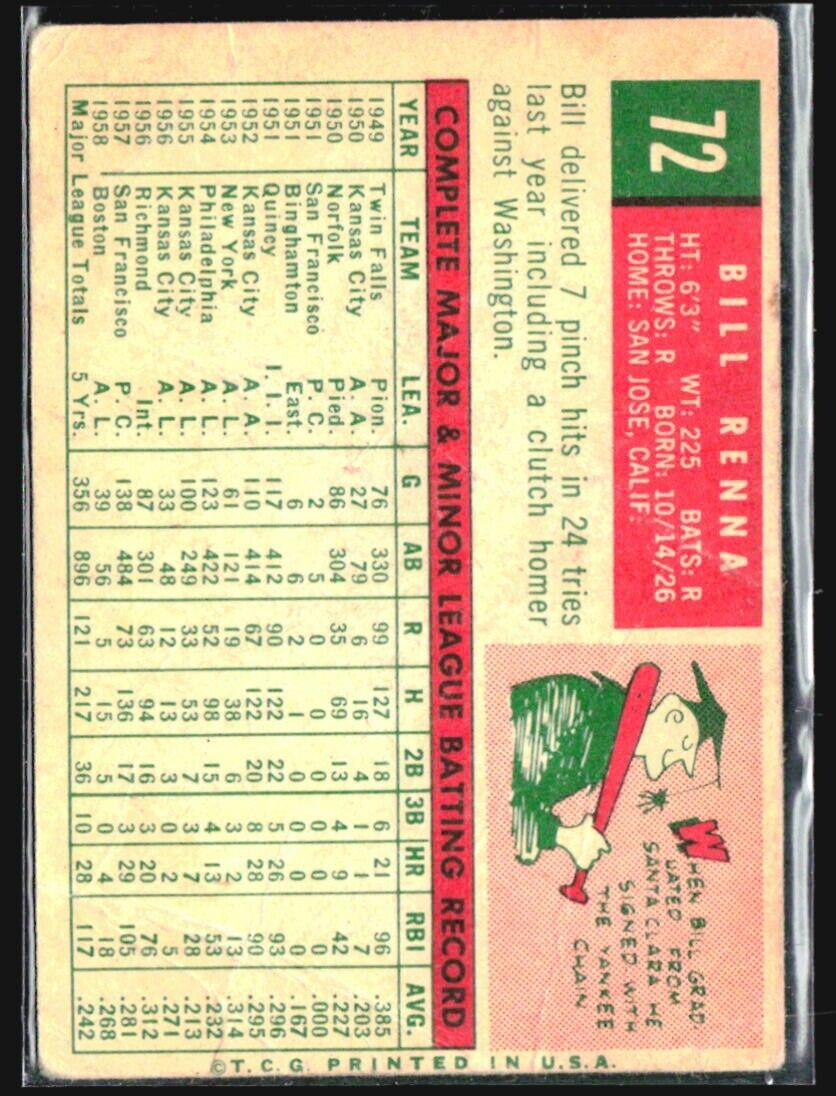 72
BILL RENNA
HT: 6'3" WT: 225 BATS: R
THROWS: R BORN: 10/14/26
HOME: SAN JOSE, CALIF.
Bill delivered 7 pinch hits in 24 tries
last year including a clutch homer
against Washington.
WHEN BILL GRAD-
UATED FROM
SANTA CLARA HE
SIGNED WITH
THE YANKEE
CHAIN
COMPLETE MAJOR & MINOR LEAGUE BATTING RECORD
YEAR TEAM LEA. G AB R H 2B 3B HR RBI AVG.
1949 Twin Falls Pion. 76 330 99 127 18 6 21 96 .385
1950 Kansas City A. A. 27 79 6 16 4 1 1 7 .203
1950 Norfolk Pied. 86 304 35 69 13 4 9 42 .227
1951 San Francisco P. C. 2 5 0 0 0 0 0 0 .000
1951 Binghamton East. 6 6 2 1 0 0 0 0 .167
1951 Quincy I. I. I. 117 412 90 122 22 5 26 93 .296
1952 Kansas City A. A. 110 414 67 122 20 8 28 90 .295
1953 New York A. L. 61 121 19 38 6 3 2 13 .314
1954 Philadelphia A. L. 123 422 52 98 15 4 13 53 .232
1955 Kansas City A. L. 100 249 33 53 7 3 7 28 .213
1956 Kansas City A. L. 33 48 12 13 3 0 2 5 .271
1956 Richmond Int. 87 301 63 94 16 3 20 76 .312
1957 San Francisco P. C. 138 484 73 136 17 3 29 105 .281
1958 Boston A. L. 39 56 5 15 5 0 4 18 .268
Major League Totals 5 Yrs. 356 896 121 217 36 10 28 117 .242
©T.C.G. PRINTED IN U.S.A.